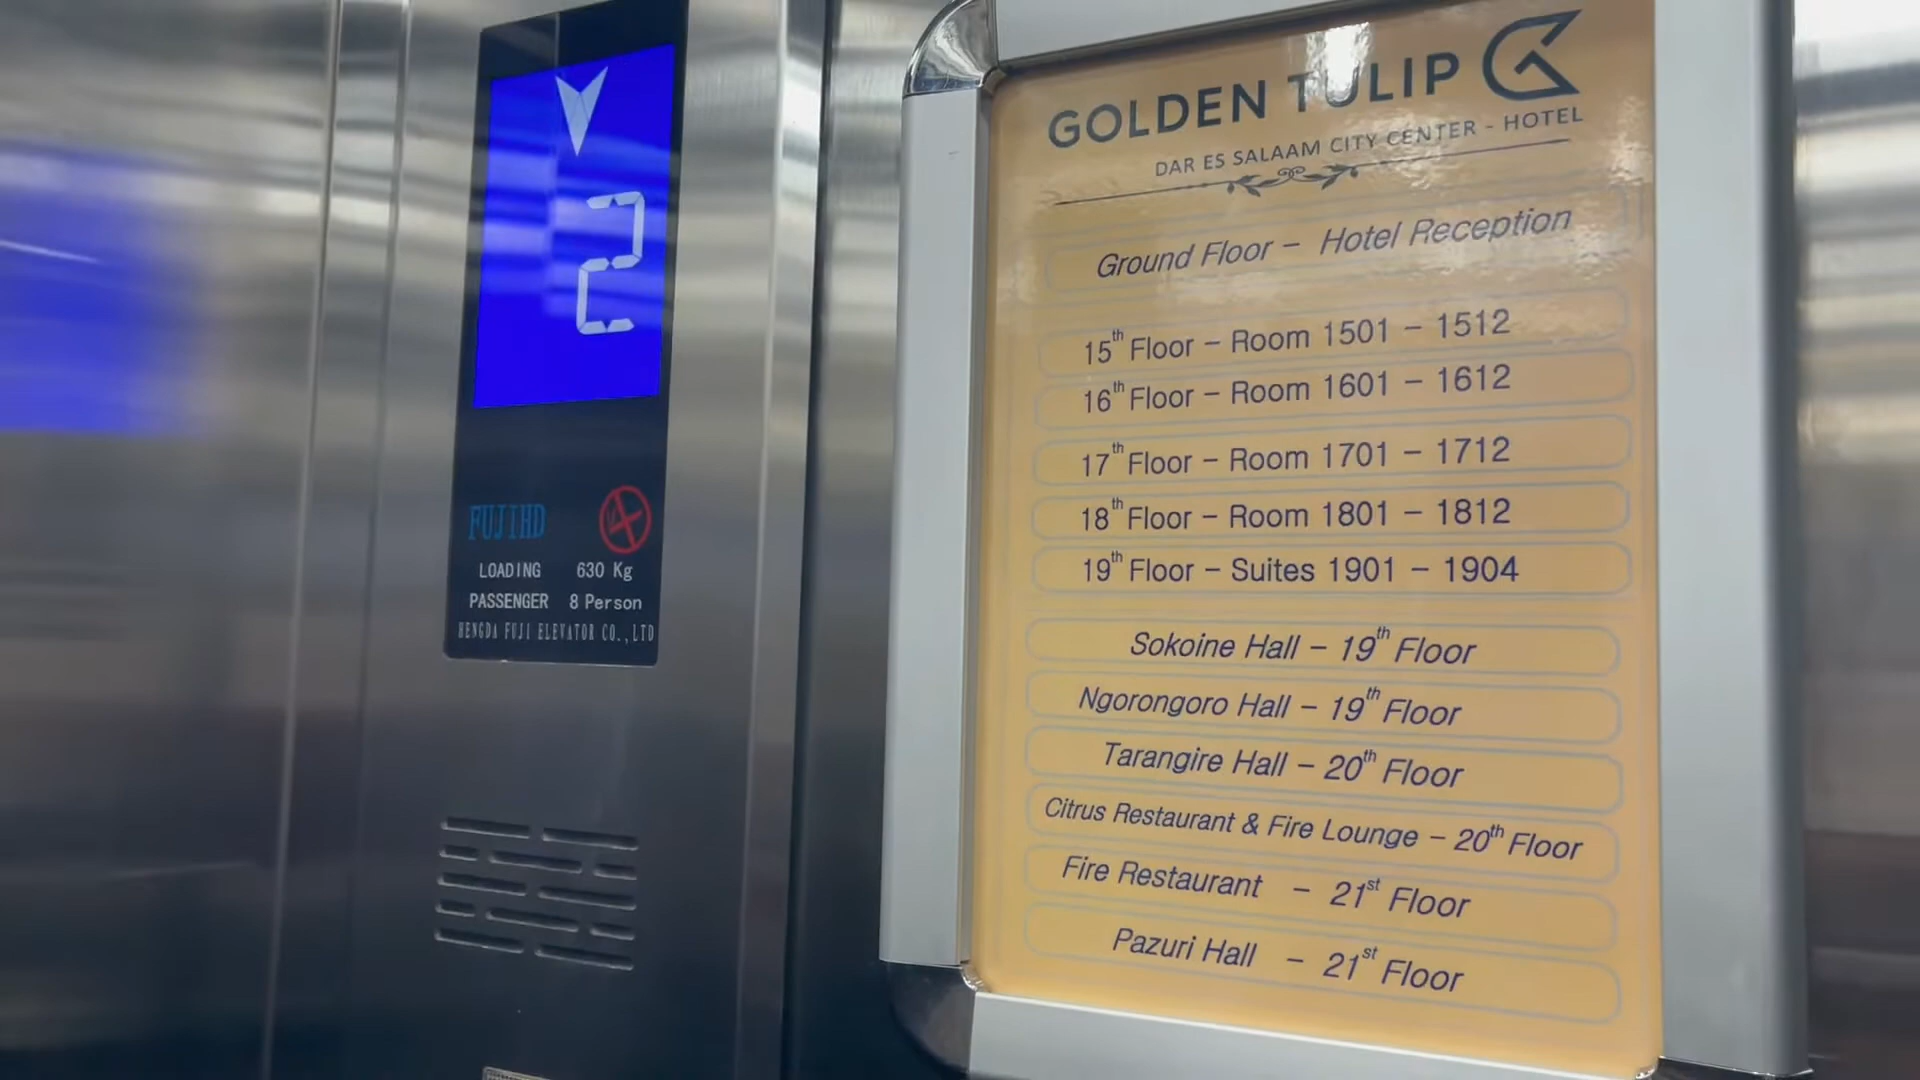 2
FUJIHD
LOADING 630 Kg
PASSENGER 8 Person
HENGDA FUJI ELEVATOR CO.,LTD
GOLDEN TULIP
DAR ES SALAAM CITY CENTER - HOTEL
Ground Floor – Hotel Reception
15th Floor – Room 1501 – 1512
16th Floor – Room 1601 – 1612
17th Floor – Room 1701 – 1712
18th Floor – Room 1801 – 1812
19th Floor – Suites 1901 – 1904
Sokoine Hall – 19th Floor
Ngorongoro Hall – 19th Floor
Tarangire Hall – 20th Floor
Citrus Restaurant & Fire Lounge – 20th Floor
Fire Restaurant – 21st Floor
Pazuri Hall – 21st Floor